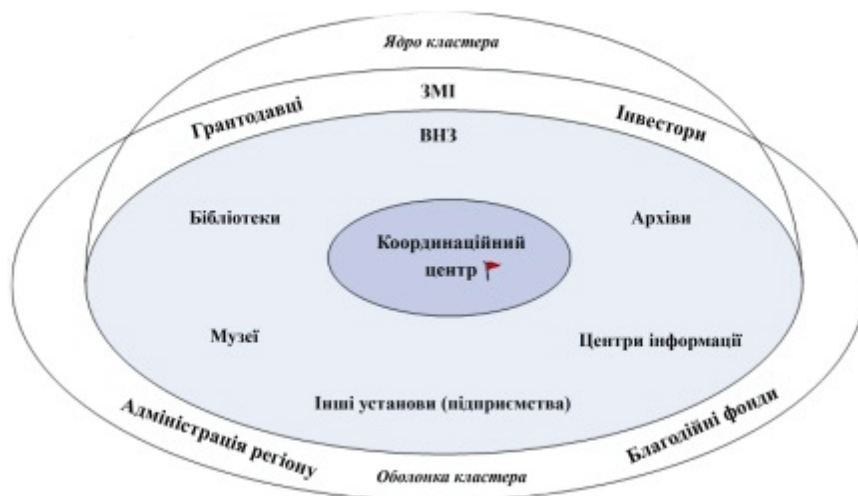 Ядро кластера
ЗМІ
Грантодавці
Інвестори
ВНЗ
Бібліотеки
Архіви
Координаційний
центр
Музеї
Центри інформації
Інші установи (підприємства)
Адміністрація регіону
Благодійні фонди
Оболонка кластера